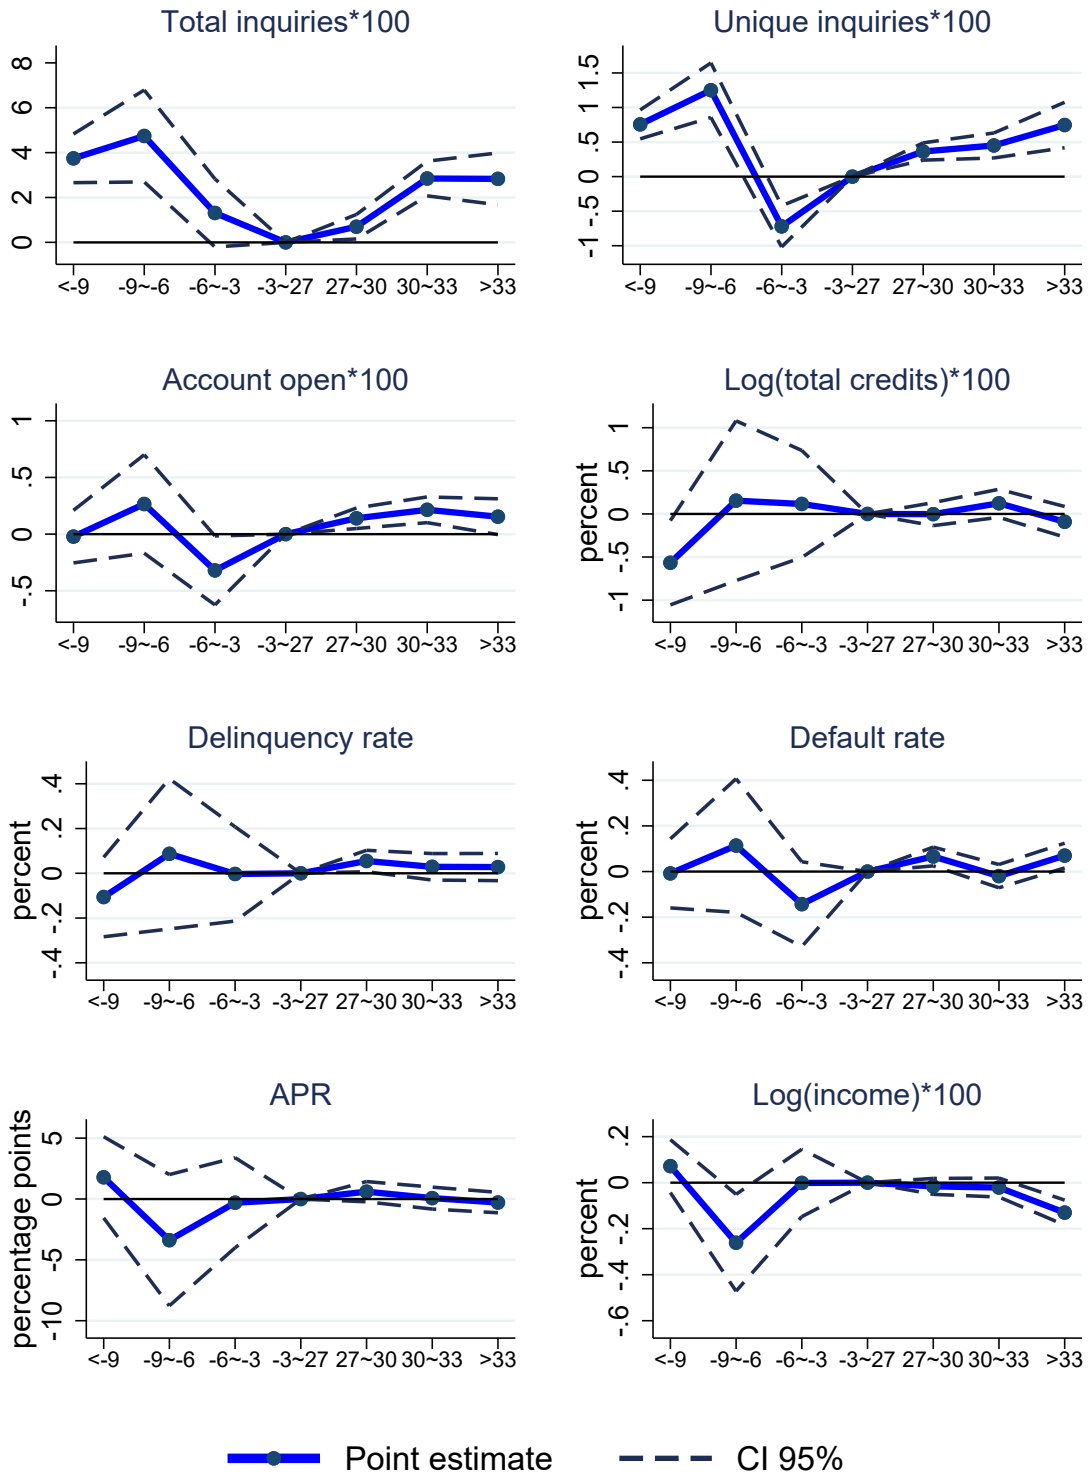 Total inquiries*100
8
6
4
2
0
<-9 -9~-6 -6~-3 -3~27 27~30 30~33 >33
Unique inquiries*100
1.5
1
.5
0
-.5
-1
<-9 -9~-6 -6~-3 -3~27 27~30 30~33 >33
Account open*100
1
.5
0
-.5
<-9 -9~-6 -6~-3 -3~27 27~30 30~33 >33
Log(total credits)*100
percent
1
.5
0
-.5
-1
<-9 -9~-6 -6~-3 -3~27 27~30 30~33 >33
Delinquency rate
percent
.4
.2
0
-.2
-.4
<-9 -9~-6 -6~-3 -3~27 27~30 30~33 >33
Default rate
percent
.4
.2
0
-.2
-.4
<-9 -9~-6 -6~-3 -3~27 27~30 30~33 >33
APR
percentage points
5
0
-5
-10
<-9 -9~-6 -6~-3 -3~27 27~30 30~33 >33
Log(income)*100
percent
.2
0
-.2
-.4
-.6
<-9 -9~-6 -6~-3 -3~27 27~30 30~33 >33
Point estimate CI 95%